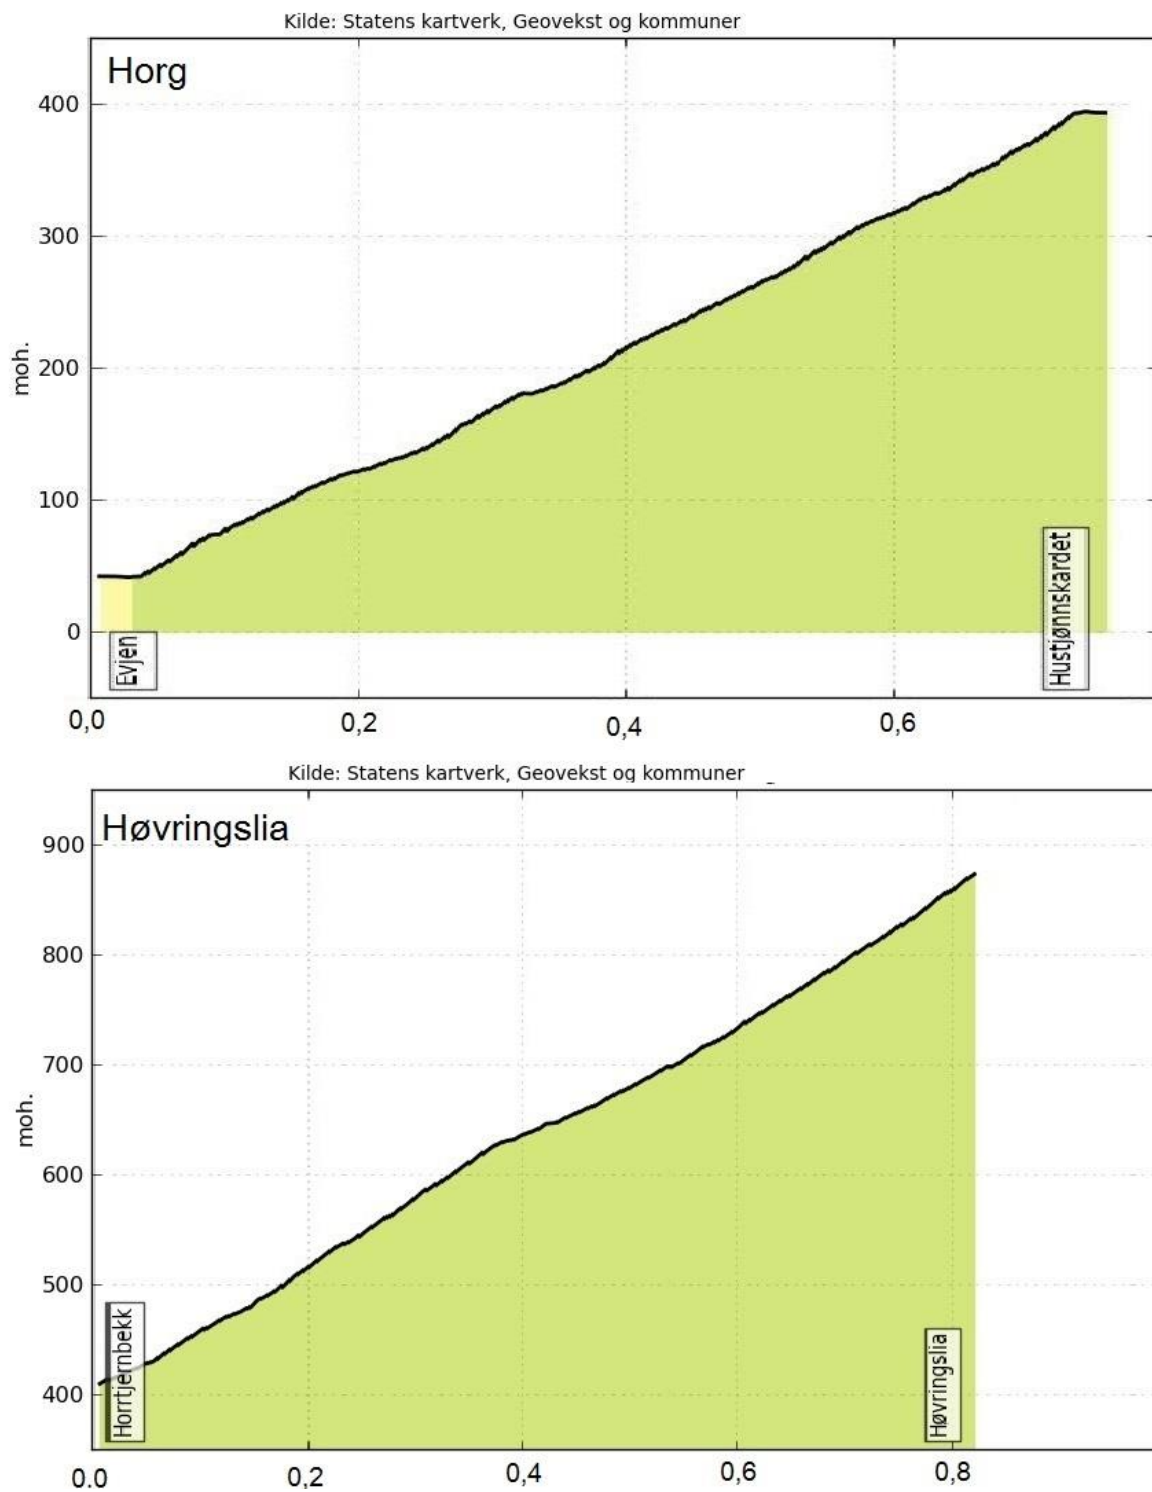 Kilde: Statens kartverk, Geovekst og kommuner
Horg
400
300
200
100
0
moh.
Evjen
Hustjønnskardet
0,0
0,2
0,4
0,6
Kilde: Statens kartverk, Geovekst og kommuner
Høvringslia
900
800
700
600
500
400
moh.
Horrtjernbekk
Høvringslia
0.0
0,2
0,4
0,6
0,8